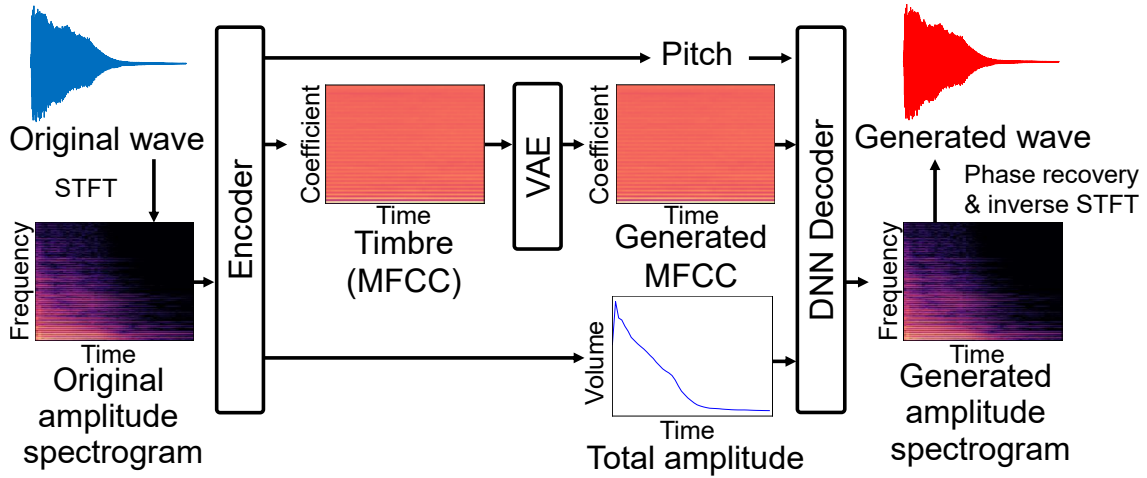 Original wave
STFT
Frequency
Time
Original
amplitude
spectrogram
Encoder
Pitch
Coefficient
Time
Timbre
(MFCC)
VAE
Coefficient
Time
Generated
MFCC
Volume
Time
Total amplitude
DNN Decoder
Generated wave
Phase recovery
& inverse STFT
Frequency
Time
Generated
amplitude
spectrogram